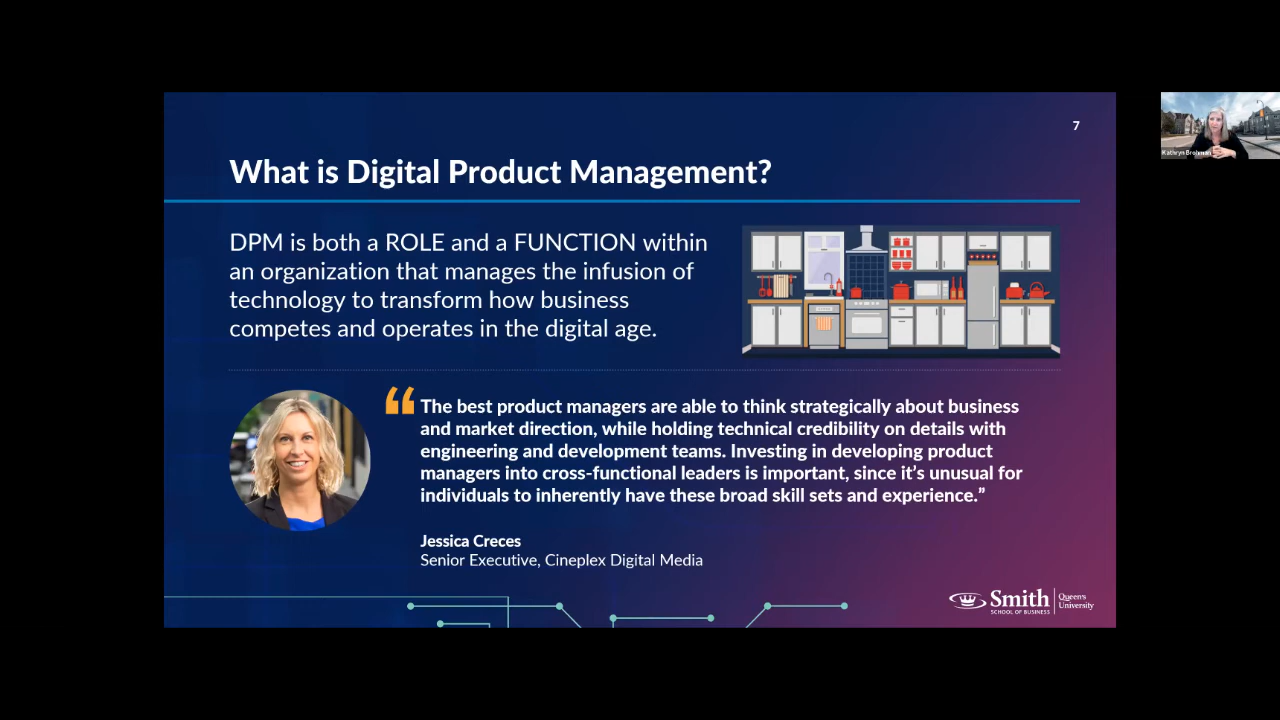 7
Kathryn Brohman
What is Digital Product Management?
DPM is both a ROLE and a FUNCTION within
an organization that manages the infusion of
technology to transform how business
competes and operates in the digital age.
“
The best product managers are able to think strategically about business
and market direction, while holding technical credibility on details with
engineering and development teams. Investing in developing product
managers into cross-functional leaders is important, since it’s unusual for
individuals to inherently have these broad skill sets and experience.”
Jessica Creces
Senior Executive, Cineplex Digital Media
Smith
SCHOOL OF BUSINESS
Queen's
University